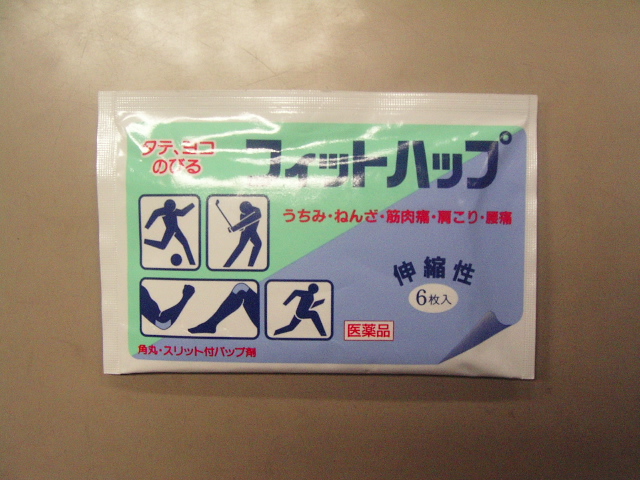 タテ、ヨコ
のびる
フィットハップ
うちみ・ねんざ・筋肉痛・肩こり・腰痛
伸縮性
6枚入
医薬品
角丸・スリット付パップ剤